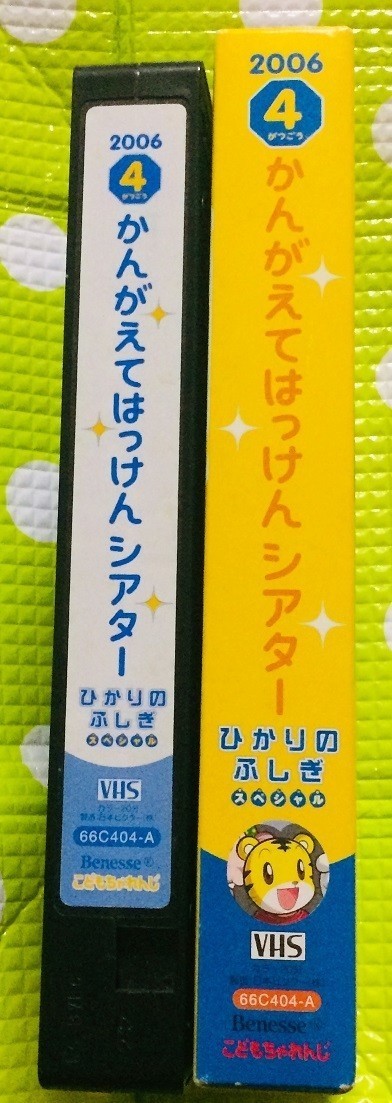 2006
4
がつごう
かんがえてはっけんシアター
ひかりの
ふしぎ
スペシャル
VHS
66C404-A
Benesse®
こどもちゃれんじ
2006
4
がつごう
かんがえてはっけんシアター
ひかりの
ふしぎ
スペシャル
VHS
66C404-A
Benesse®
こどもちゃれんじ